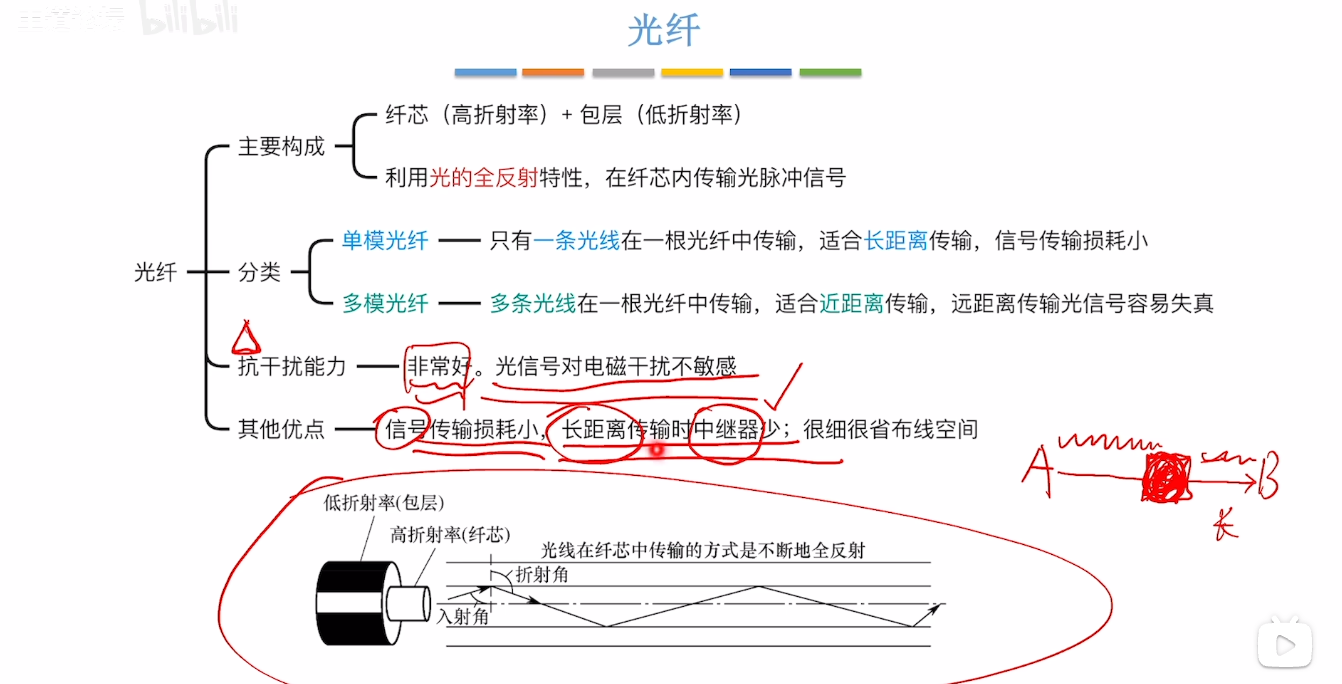 bilibili
光纤
主要构成
纤芯（高折射率）+ 包层（低折射率）
利用光的全反射特性，在纤芯内传输光脉冲信号
光纤
分类
单模光纤
只有一条光线在一根光纤中传输，适合长距离传输，信号传输损耗小
多模光纤
多条光线在一根光纤中传输，适合近距离传输，远距离传输光信号容易失真
抗干扰能力
非常好。光信号对电磁干扰不敏感
其他优点
信号传输损耗小，长距离传输时中继器少；很细很省布线空间
A
B
长
低折射率(包层)
高折射率(纤芯)
光线在纤芯中传输的方式是不断地全反射
折射角
入射角